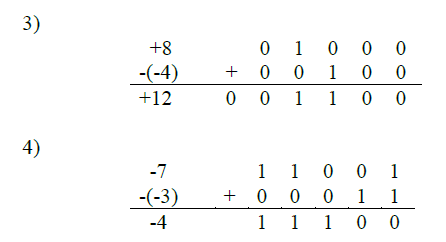 3)
+8 0 1 0 0 0
-(-4) + 0 0 1 0 0
+12 0 0 1 1 0 0
4)
-7 1 1 0 0 1
-(-3) + 0 0 0 1 1
-4 1 1 1 0 0